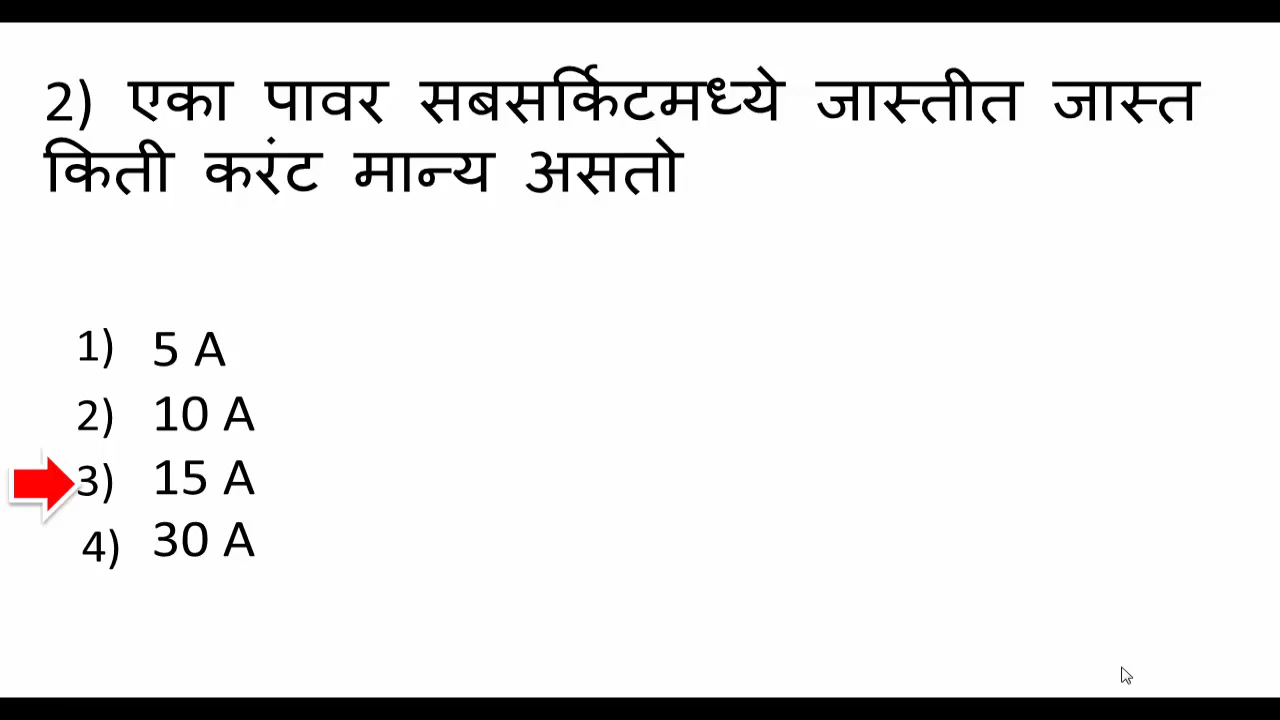 2) एका पावर सबसर्किटमध्ये जास्तीत जास्त
किती करंट मान्य असतो
1) 5 A
2) 10 A
3) 15 A
4) 30 A